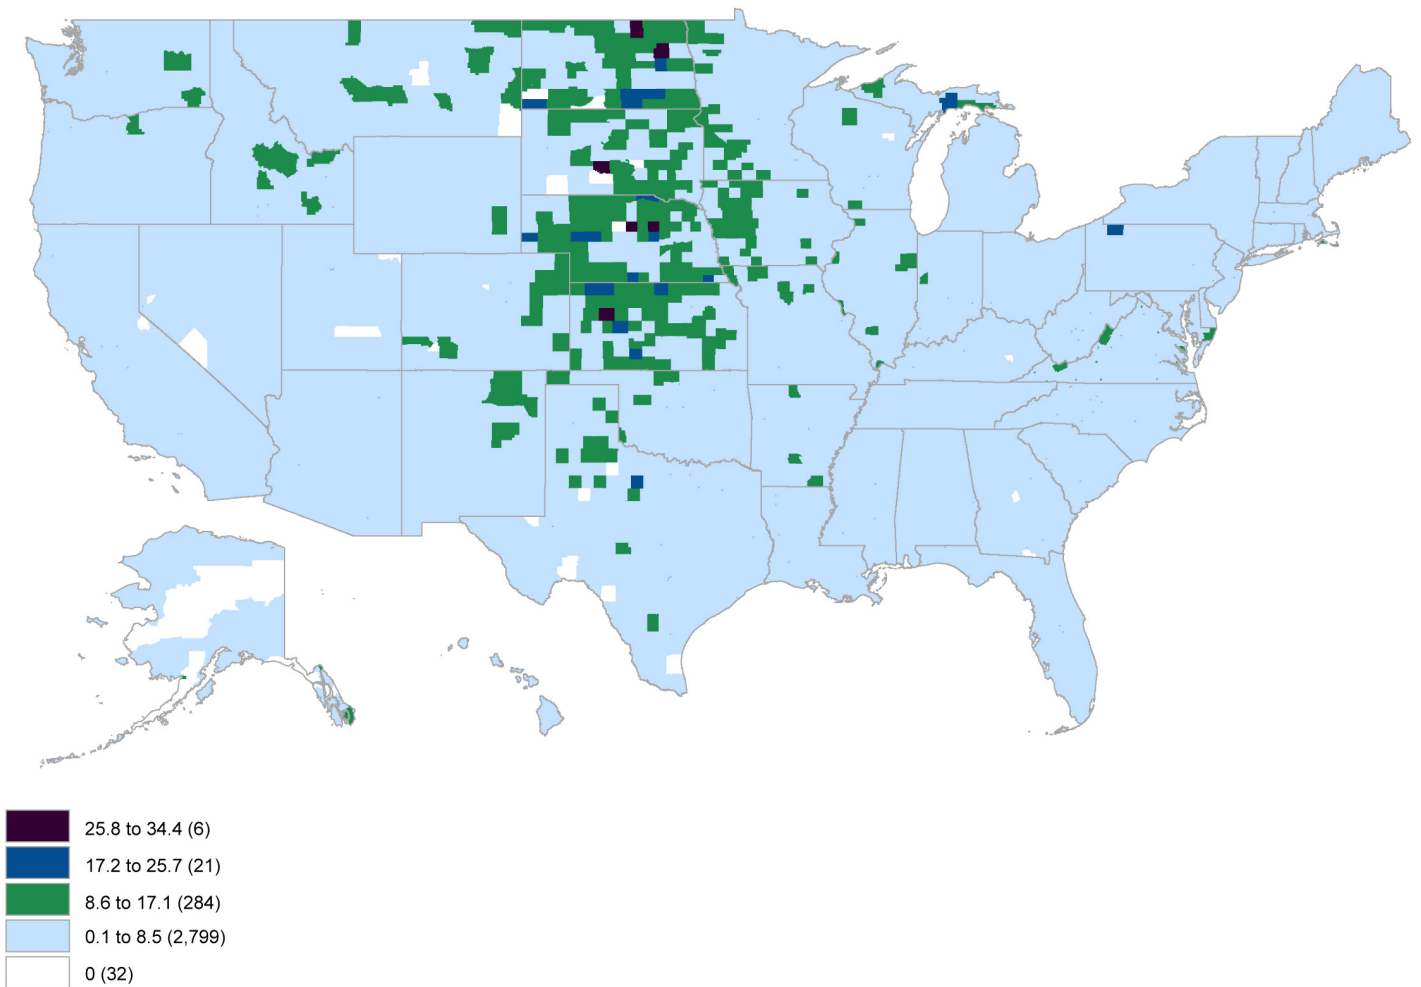 25.8 to 34.4 (6)
17.2 to 25.7 (21)
8.6 to 17.1 (284)
0.1 to 8.5 (2,799)
0 (32)